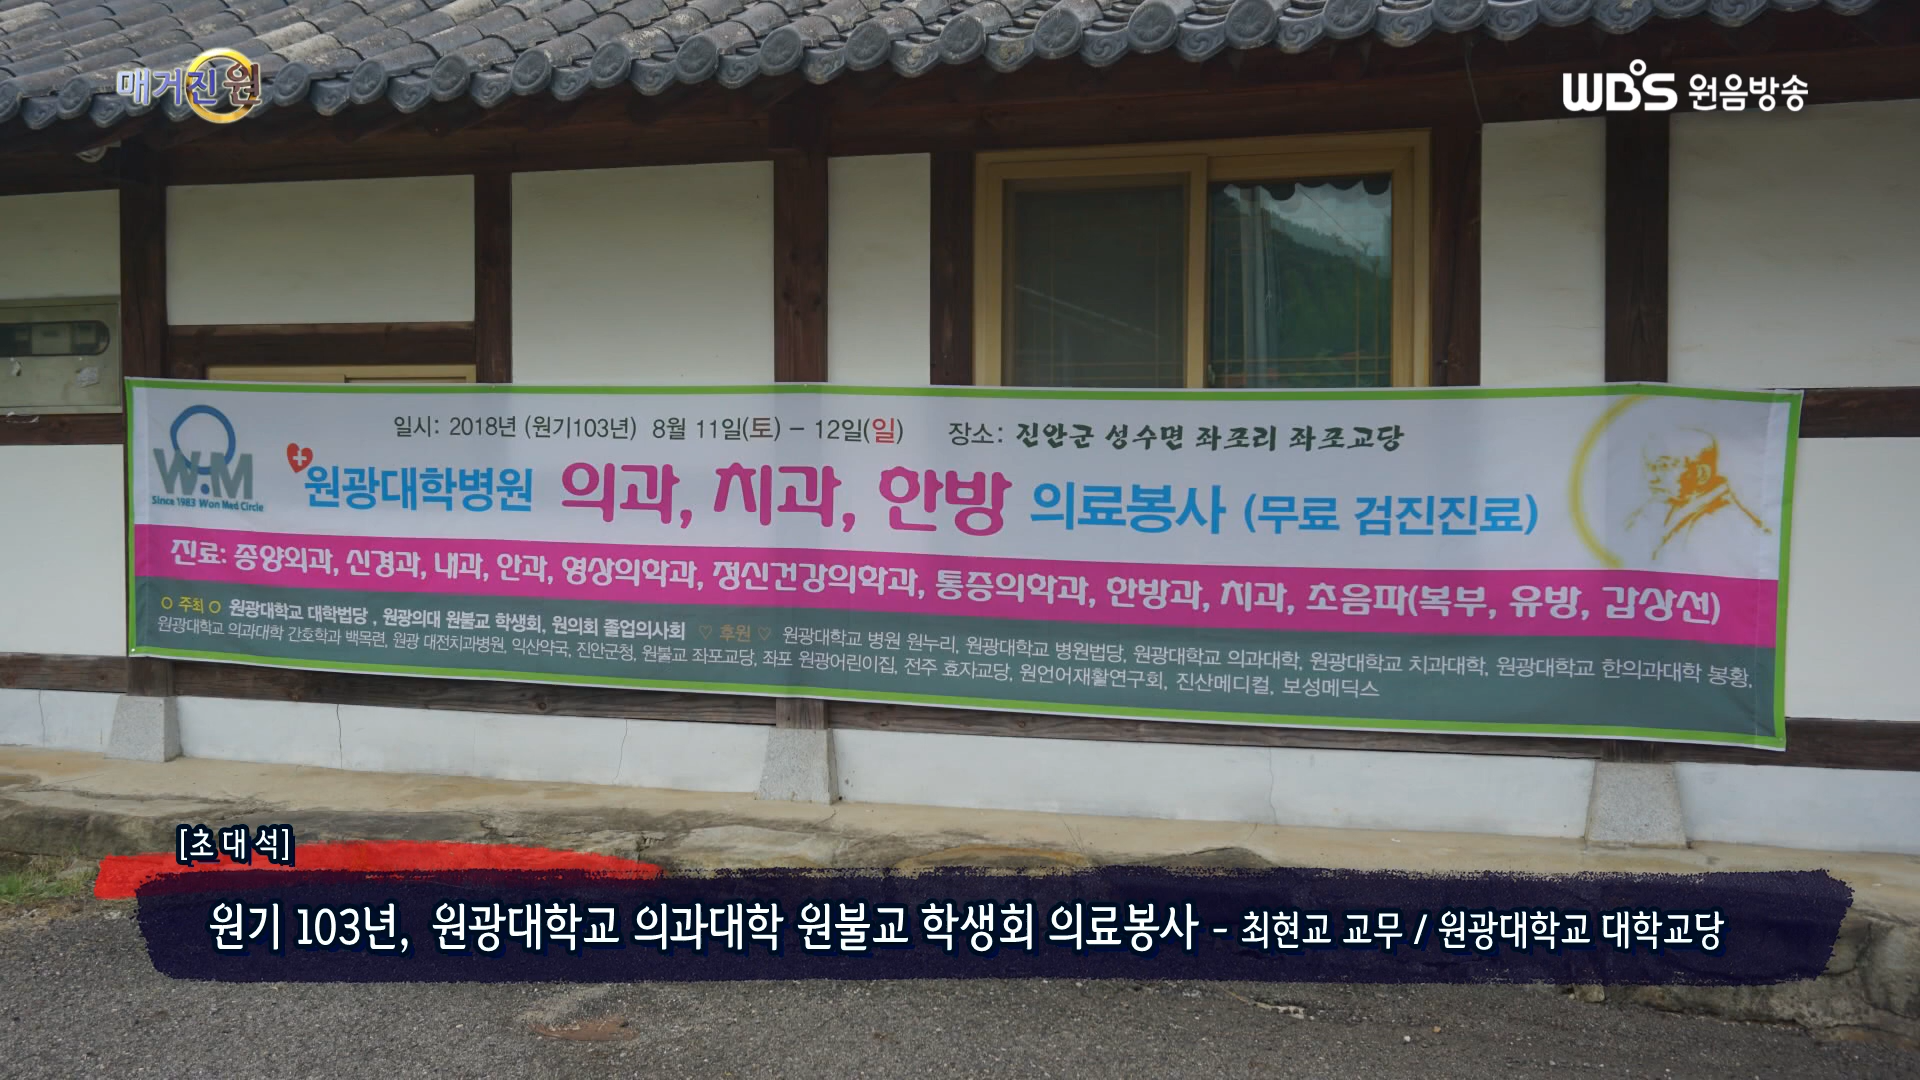 매거진 원
WBS 원음방송
일시: 2018년 (원기103년) 8월 11일(토) - 12일(일) 장소: 진안군 성수면 좌포리 좌포교당
W.M
Since 1983 Won Med Circle
원광대학병원 의과, 치과, 한방 의료봉사 (무료 검진진료)
진료: 종양외과, 신경과, 내과, 안과, 영상의학과, 정신건강의학과, 통증의학과, 한방과, 치과, 초음파(복부, 유방, 갑상선)
○ 주최 ○ 원광대학교 대학법당 , 원광의대 원불교 학생회, 원의회 졸업의사회 ♡ 후원 ♡ 원광대학교 병원 원누리, 원광대학교 병원법당, 원광대학교 의과대학, 원광대학교 치과대학, 원광대학교 한의과대학 봉황,
원광대학교 의과대학 간호학과 백목련, 원광 대전치과병원, 익산약국, 진안군청, 원불교 좌포교당, 좌포 원광어린이집, 전주 효자교당, 원언어재활연구회, 진산메디컬, 보성메딕스
[초대석]
원기 103년, 원광대학교 의과대학 원불교 학생회 의료봉사 - 최현교 교무 / 원광대학교 대학교당